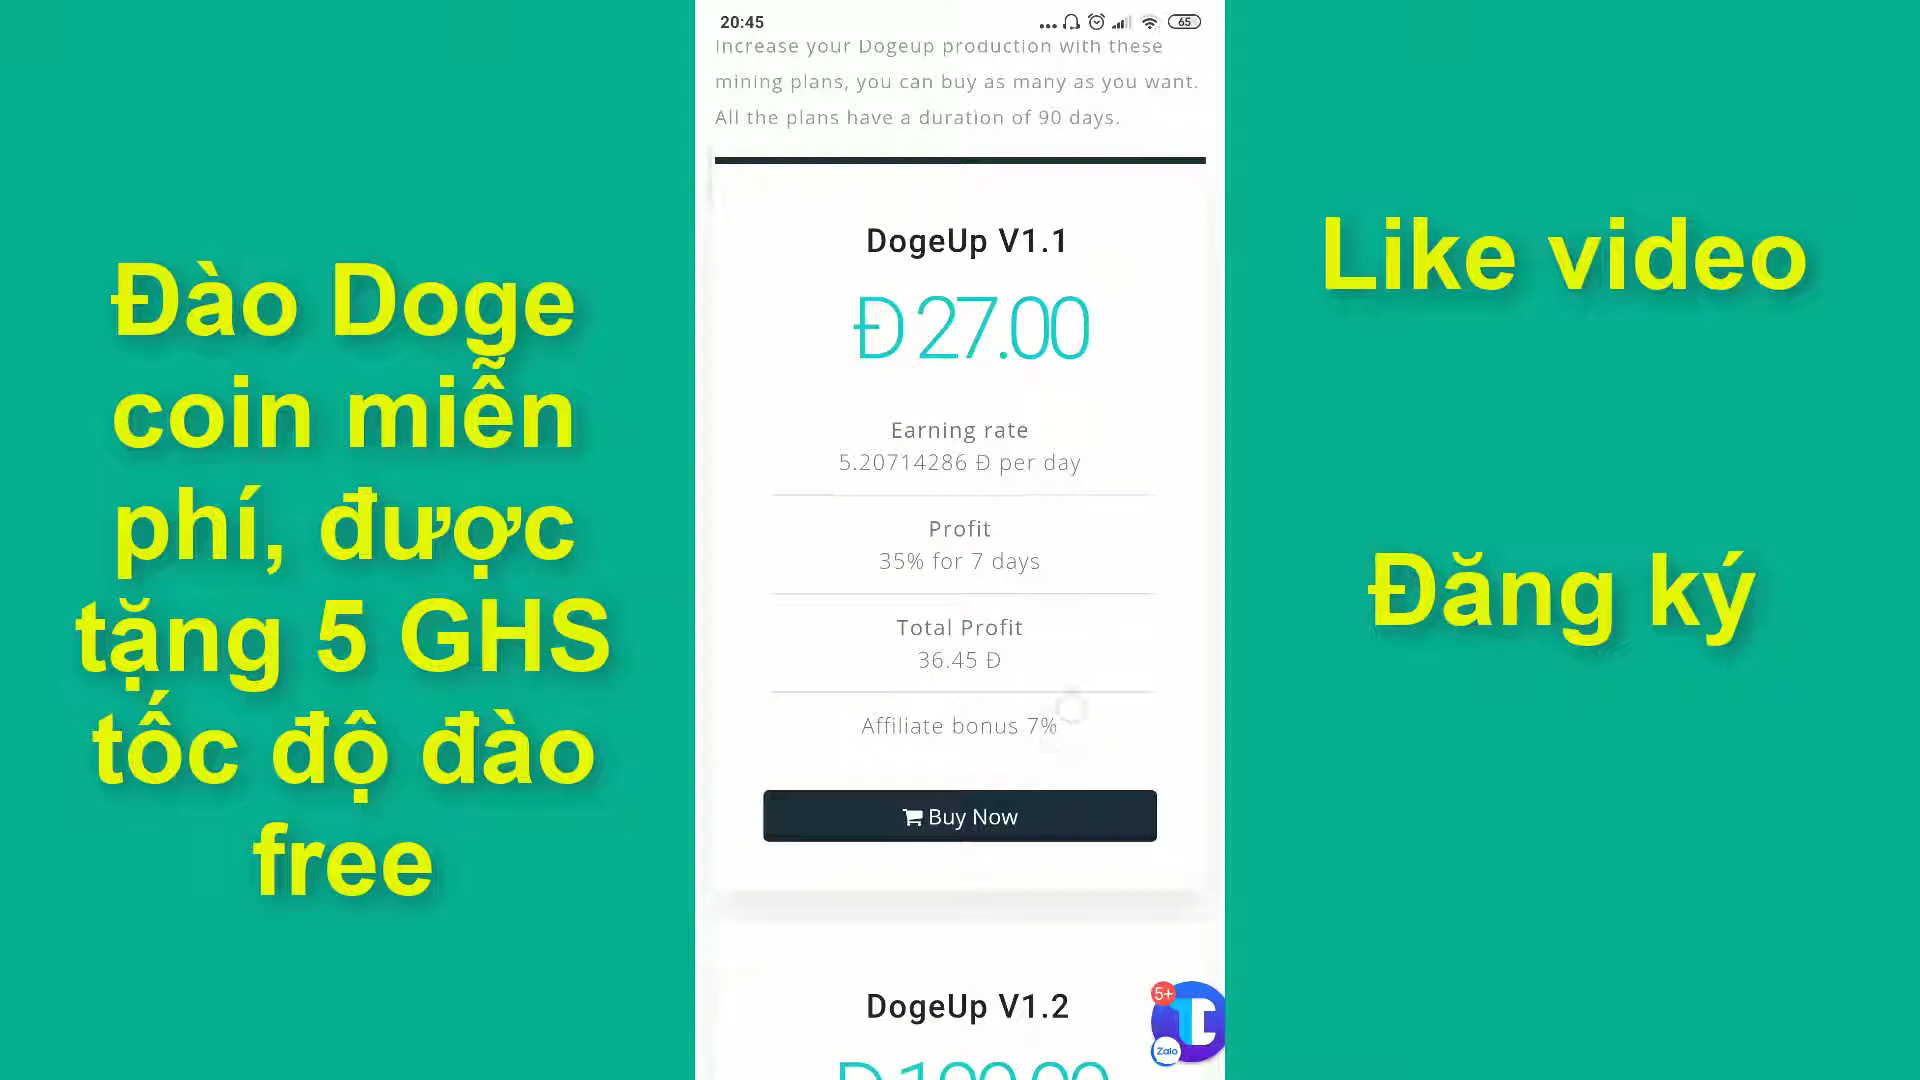 Đào Doge
coin miễn
phí, được
tặng 5 GHS
tốc độ đào
free
20:45
65
Increase your Dogeup production with these
mining plans, you can buy as many as you want.
All the plans have a duration of 90 days.
DogeUp V1.1
Đ 27.00
Earning rate
5.20714286 Đ per day
Profit
35% for 7 days
Total Profit
36.45 Đ
Affiliate bonus 7%
Buy Now
DogeUp V1.2
5+
Zalo
Like video
Đăng ký